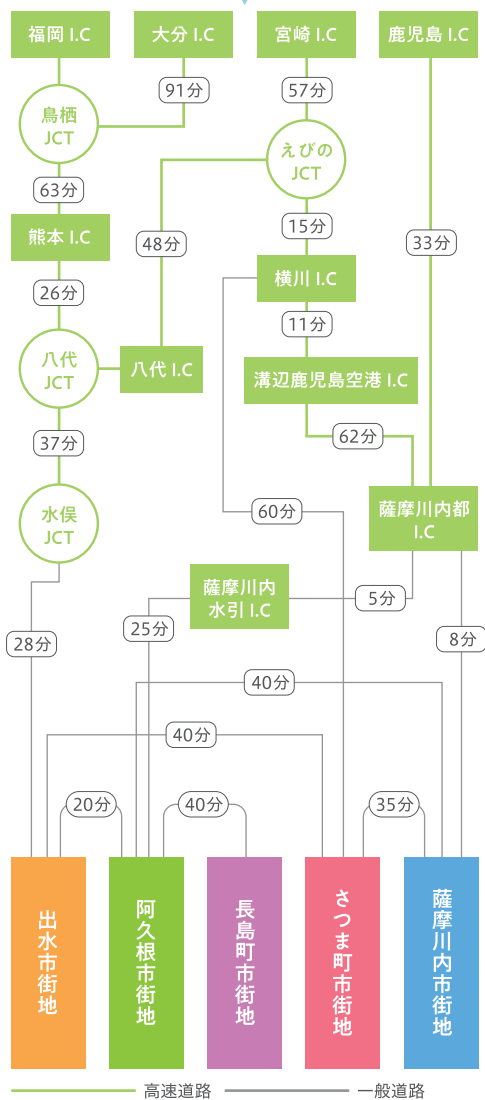 福岡 I.C
大分 I.C
宮崎 I.C
鹿児島 I.C
91分
57分
鳥栖
JCT
えびの
JCT
63分
15分
熊本 I.C
48分
33分
横川 I.C
26分
11分
八代
JCT
八代 I.C
溝辺鹿児島空港 I.C
37分
62分
水俣
JCT
60分
薩摩川内都
I.C
薩摩川内
水引 I.C
5分
28分
25分
8分
40分
40分
20分
40分
35分
出水市街地
阿久根市街地
長島町市街地
さつま町市街地
薩摩川内市街地
高速道路
一般道路